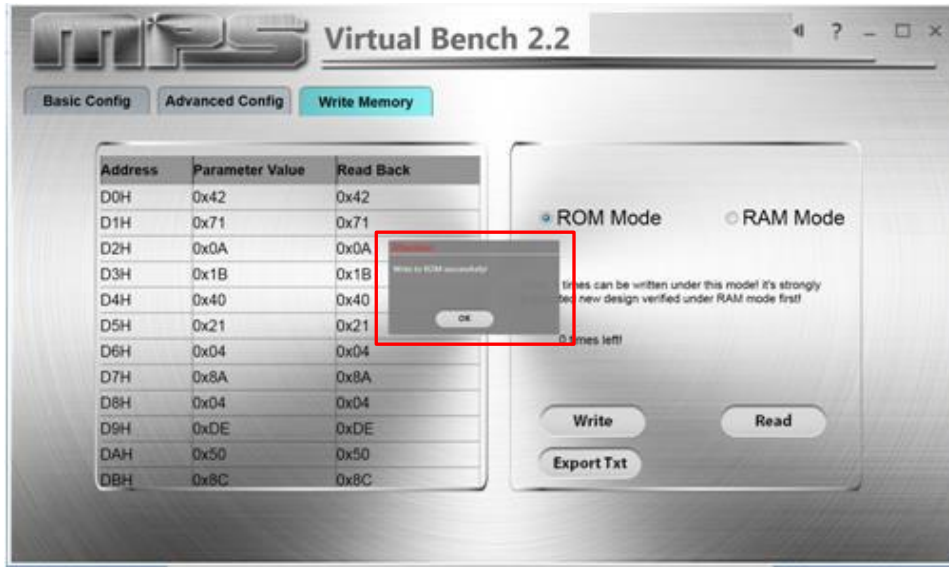 MPS Virtual Bench 2.2
Basic Config Advanced Config Write Memory
Address Parameter Value Read Back
D0H 0x42 0x42
D1H 0x71 0x71
D2H 0x0A 0x0A
D3H 0x1B 0x1B
D4H 0x40 0x40
D5H 0x21 0x21
D6H 0x04 0x04
D7H 0x8A 0x8A
D8H 0x04 0x04
D9H 0xDE 0xDE
DAH 0x50 0x50
DBH 0x8C 0x8C
Write to ROM successfully!
OK
ROM Mode RAM Mode
times can be written under this mode! it's strongly
new design verified under RAM mode first!
0 times left!
Write Read
Export Txt